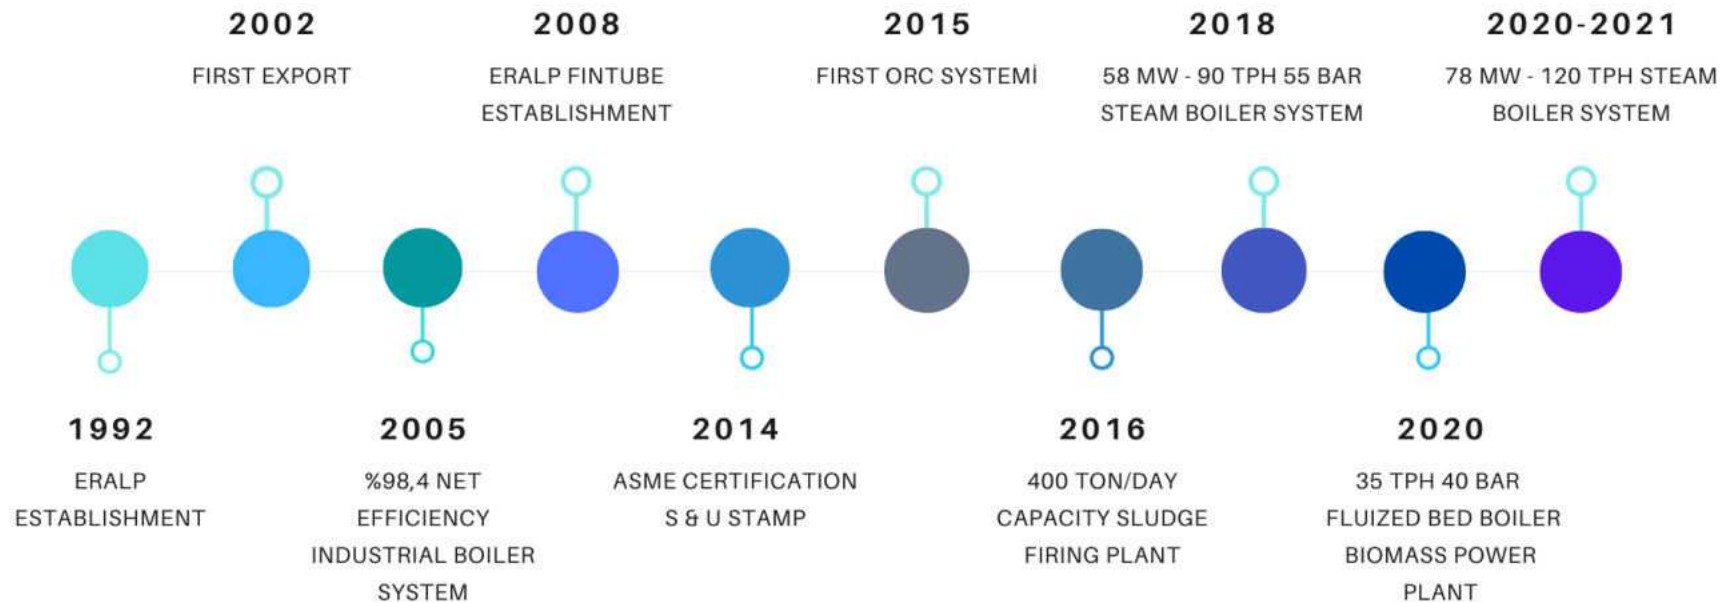 2002
FIRST EXPORT
2008
ERALP FINTUBE
ESTABLISHMENT
2015
FIRST ORC SYSTEMİ
2018
58 MW - 90 TPH 55 BAR
STEAM BOILER SYSTEM
2020-2021
78 MW - 120 TPH STEAM
BOILER SYSTEM
1992
ERALP
ESTABLISHMENT
2005
%98,4 NET
EFFICIENCY
INDUSTRIAL BOILER
SYSTEM
2014
ASME CERTIFICATION
S & U STAMP
2016
400 TON/DAY
CAPACITY SLUDGE
FIRING PLANT
2020
35 TPH 40 BAR
FLUIZED BED BOILER
BIOMASS POWER
PLANT